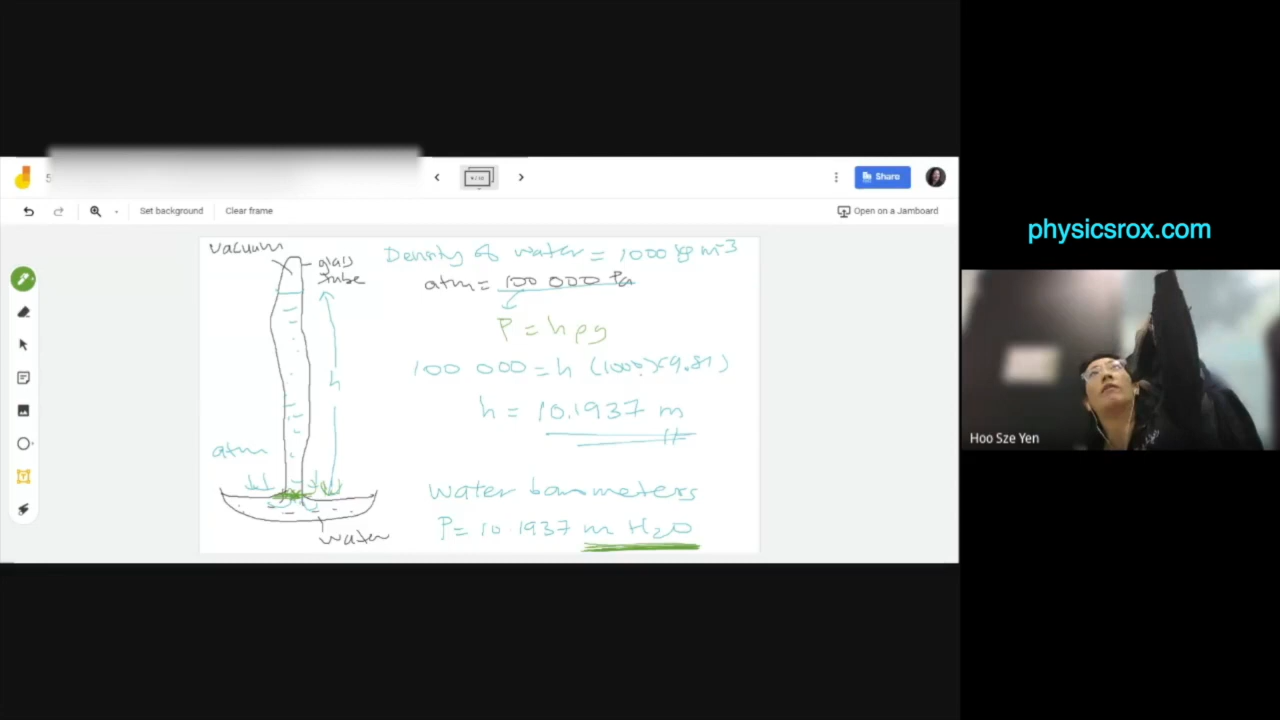 Share
Set background
Clear frame
Open on a Jamboard
vacuum
glass
tube
Density of water = 1000 kg m-3
atm = 100 000 Pa
P = hρg
100 000 = h (1000)(9.81)
h
h = 10.1937 m
atm
water barometers
P = 10.1937 m H2O
water
physicsrox.com
Hoo Sze Yen